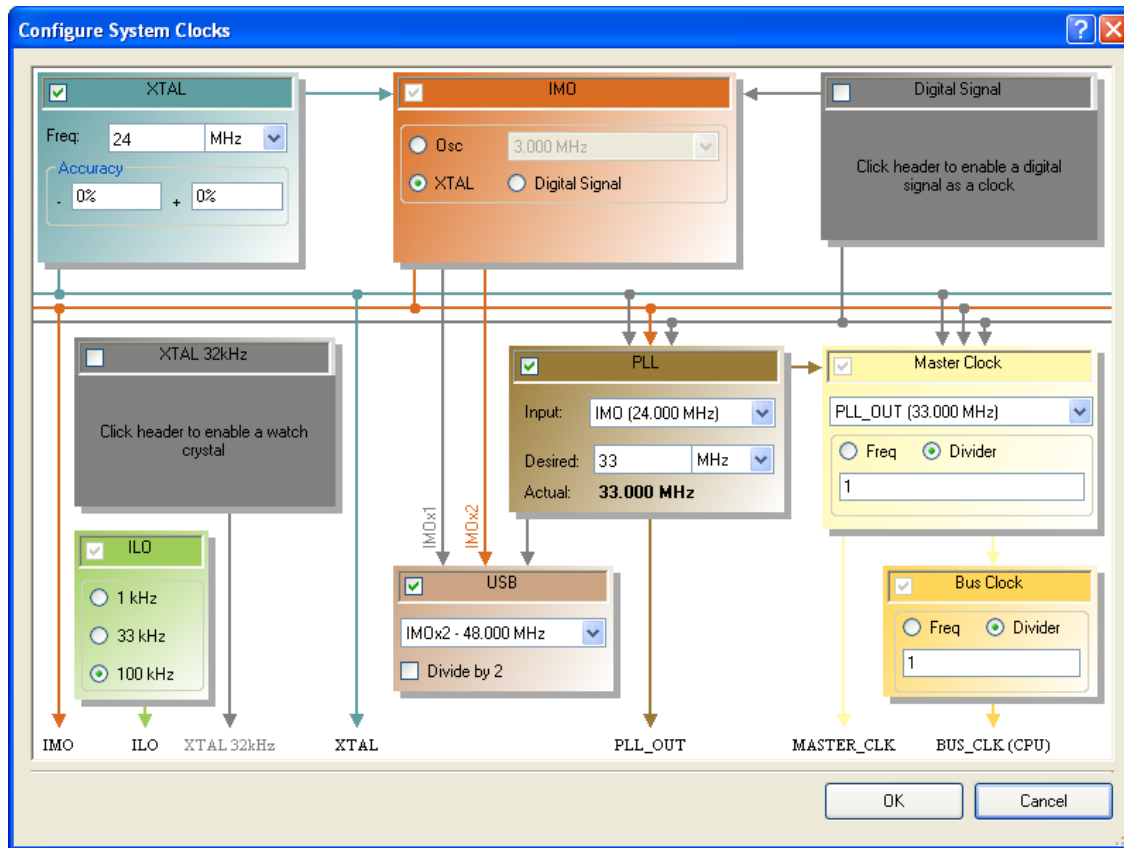 Configure System Clocks
XTAL
Freq: 24 MHz
Accuracy
- 0% + 0%
IMO
Osc 3.000 MHz
XTAL Digital Signal
Digital Signal
Click header to enable a digital
signal as a clock
XTAL 32kHz
Click header to enable a watch
crystal
PLL
Input: IMO (24.000 MHz)
Desired: 33 MHz
Actual: 33.000 MHz
Master Clock
PLL_OUT (33.000 MHz)
Freq Divider
1
IMOx1
IMOx2
ILO
1 kHz
33 kHz
100 kHz
USB
IMOx2 - 48.000 MHz
Divide by 2
Bus Clock
Freq Divider
1
IMO ILO XTAL 32kHz XTAL PLL_OUT MASTER_CLK BUS_CLK (CPU)
OK Cancel